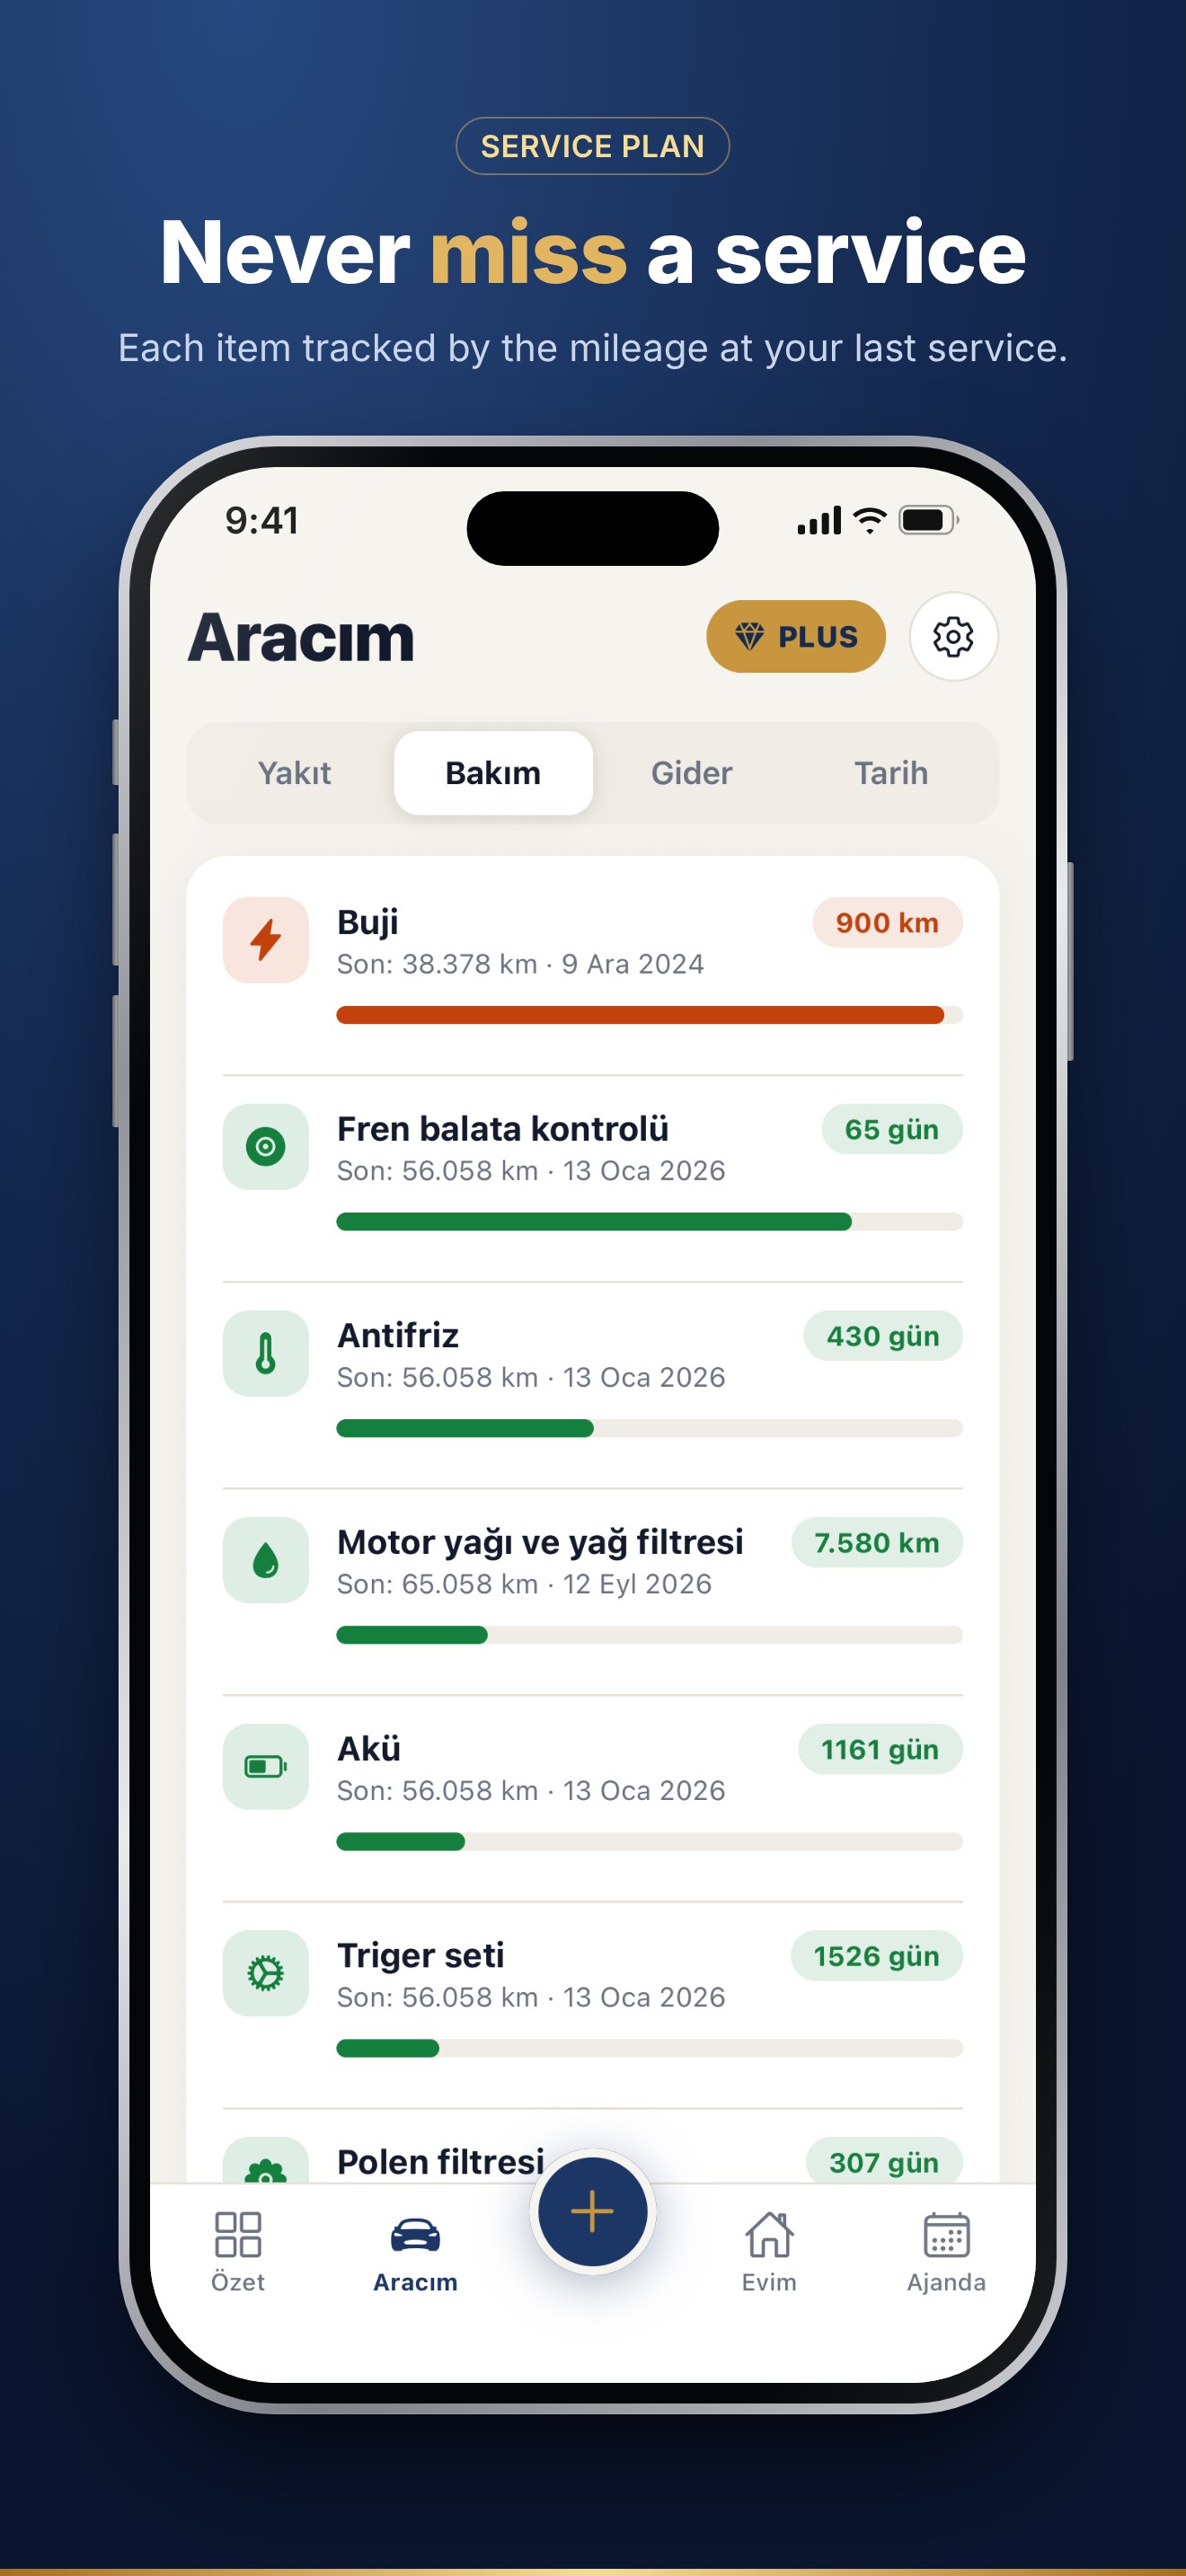 SERVICE PLAN
Never miss a service
Each item tracked by the mileage at your last service.
9:41
Aracım
PLUS
Yakıt
Bakım
Gider
Tarih
Buji
900 km
Son: 38.378 km · 9 Ara 2024
Fren balata kontrolü
65 gün
Son: 56.058 km · 13 Oca 2026
Antifriz
430 gün
Son: 56.058 km · 13 Oca 2026
Motor yağı ve yağ filtresi
7.580 km
Son: 65.058 km · 12 Eyl 2026
Akü
1161 gün
Son: 56.058 km · 13 Oca 2026
Triger seti
1526 gün
Son: 56.058 km · 13 Oca 2026
Polen filtresi
307 gün
Özet
Aracım
Evim
Ajanda